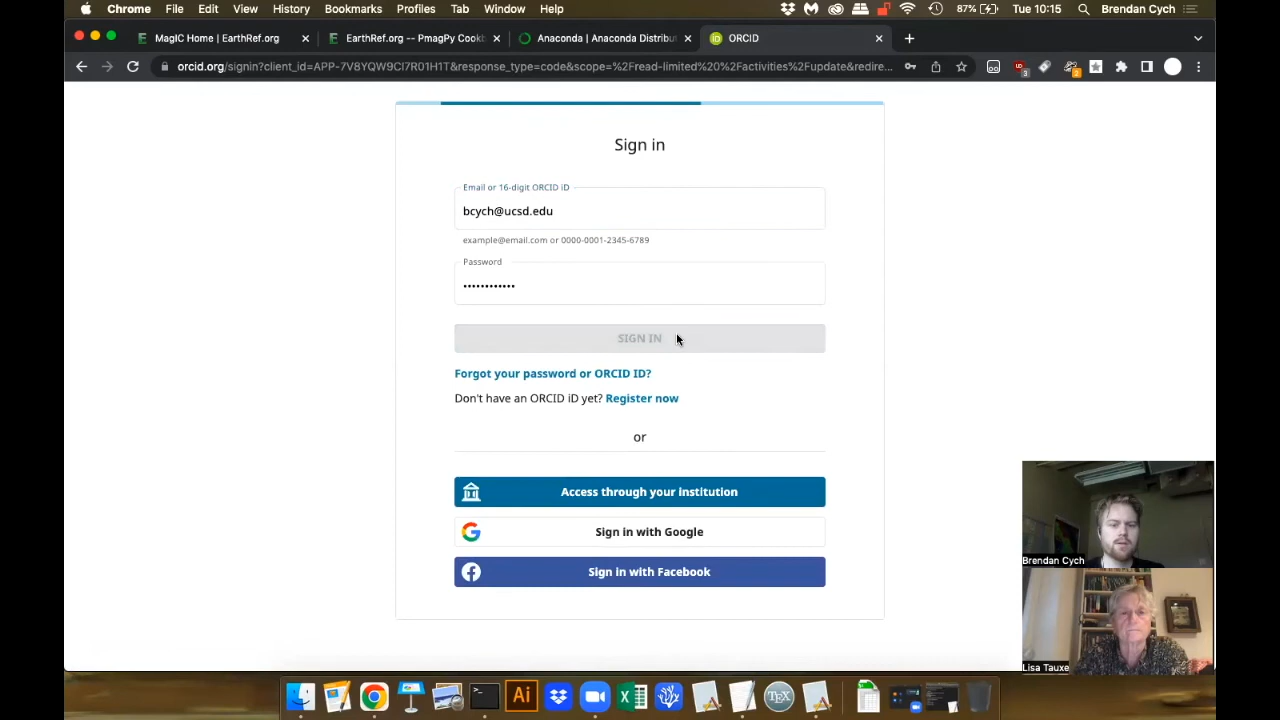 Chrome File Edit View History Bookmarks Profiles Tab Window Help 87% Tue 10:15 Brendan Cych
MagIC Home | EarthRef.org
EarthRef.org -- PmagPy Cookb
Anaconda | Anaconda Distribut
ORCID
orcid.org/signin?client_id=APP-7V8YQW9CI7R01H1T&response_type=code&scope=%2Fread-limited%20%2Factivities%2Fupdate&redire...
3
2
Sign in
Email or 16-digit ORCID iD
bcych@ucsd.edu
example@email.com or 0000-0001-2345-6789
Password
••••••••••••
SIGN IN
Forgot your password or ORCID ID?
Don't have an ORCID iD yet? Register now
or
Access through your institution
Sign in with Google
Sign in with Facebook
Brendan Cych
Lisa Tauxe
Ai
TEX